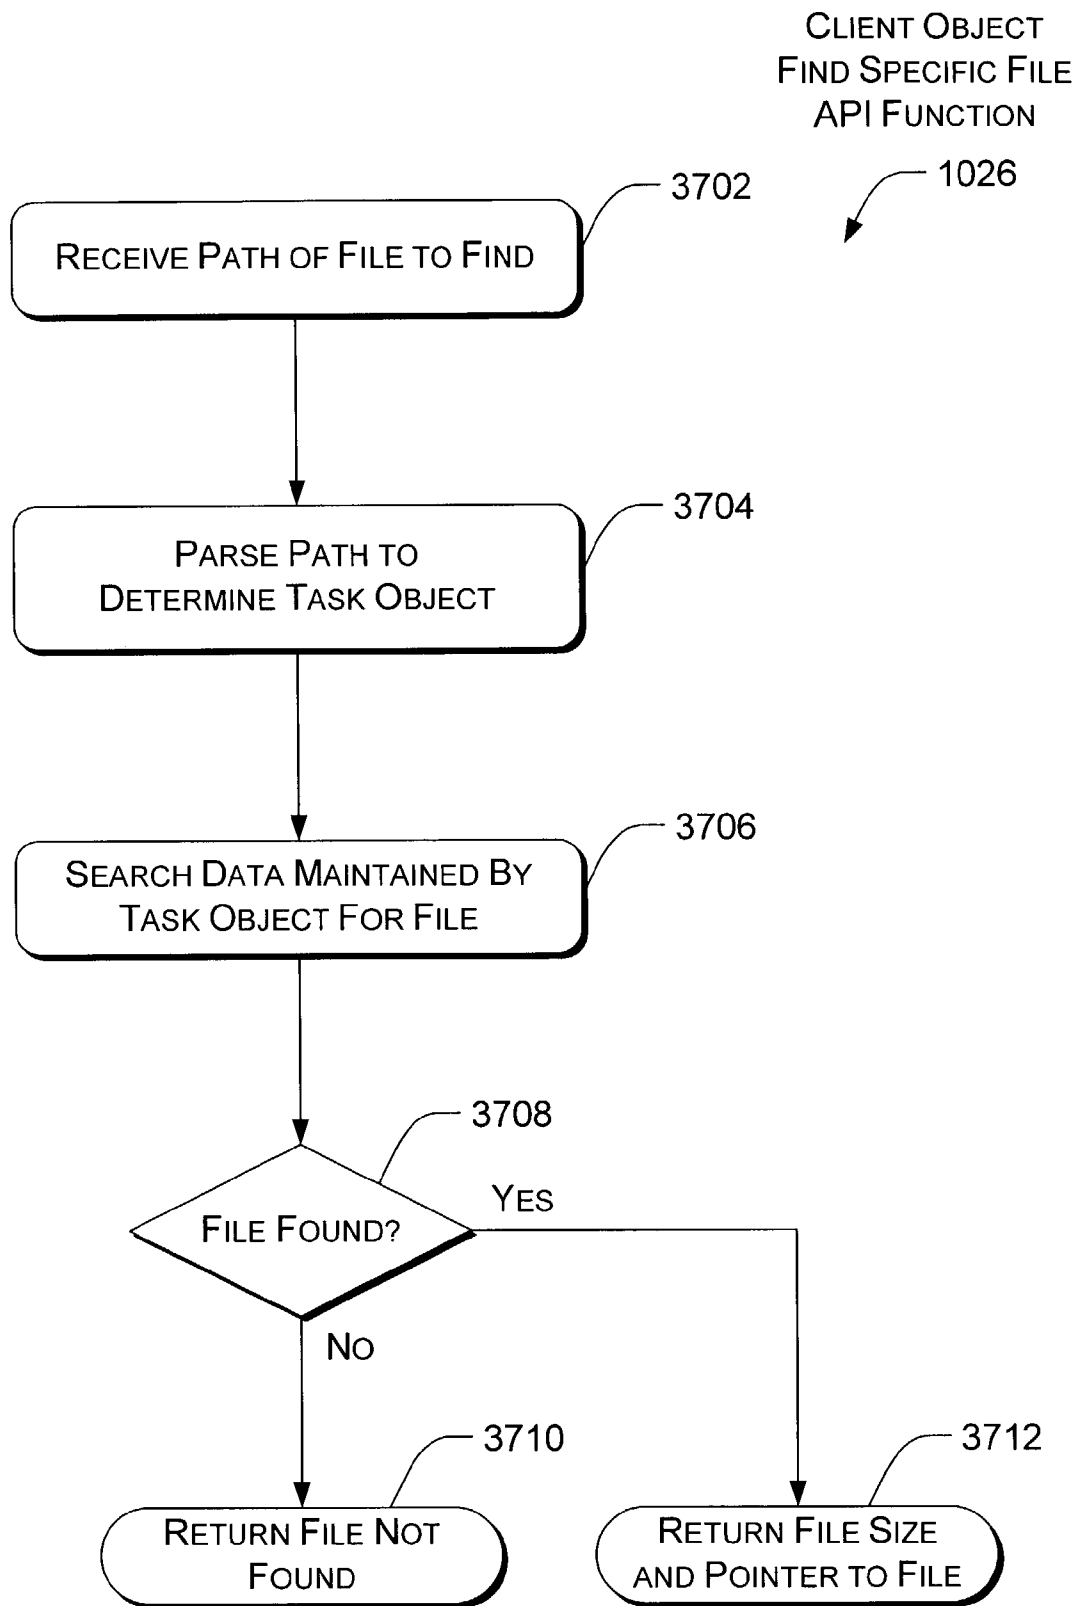 CLIENT OBJECT
FIND SPECIFIC FILE
API FUNCTION
1026
3702
RECEIVE PATH OF FILE TO FIND
3704
PARSE PATH TO
DETERMINE TASK OBJECT
3706
SEARCH DATA MAINTAINED BY
TASK OBJECT FOR FILE
3708
FILE FOUND?
YES
NO
3710
RETURN FILE NOT
FOUND
3712
RETURN FILE SIZE
AND POINTER TO FILE